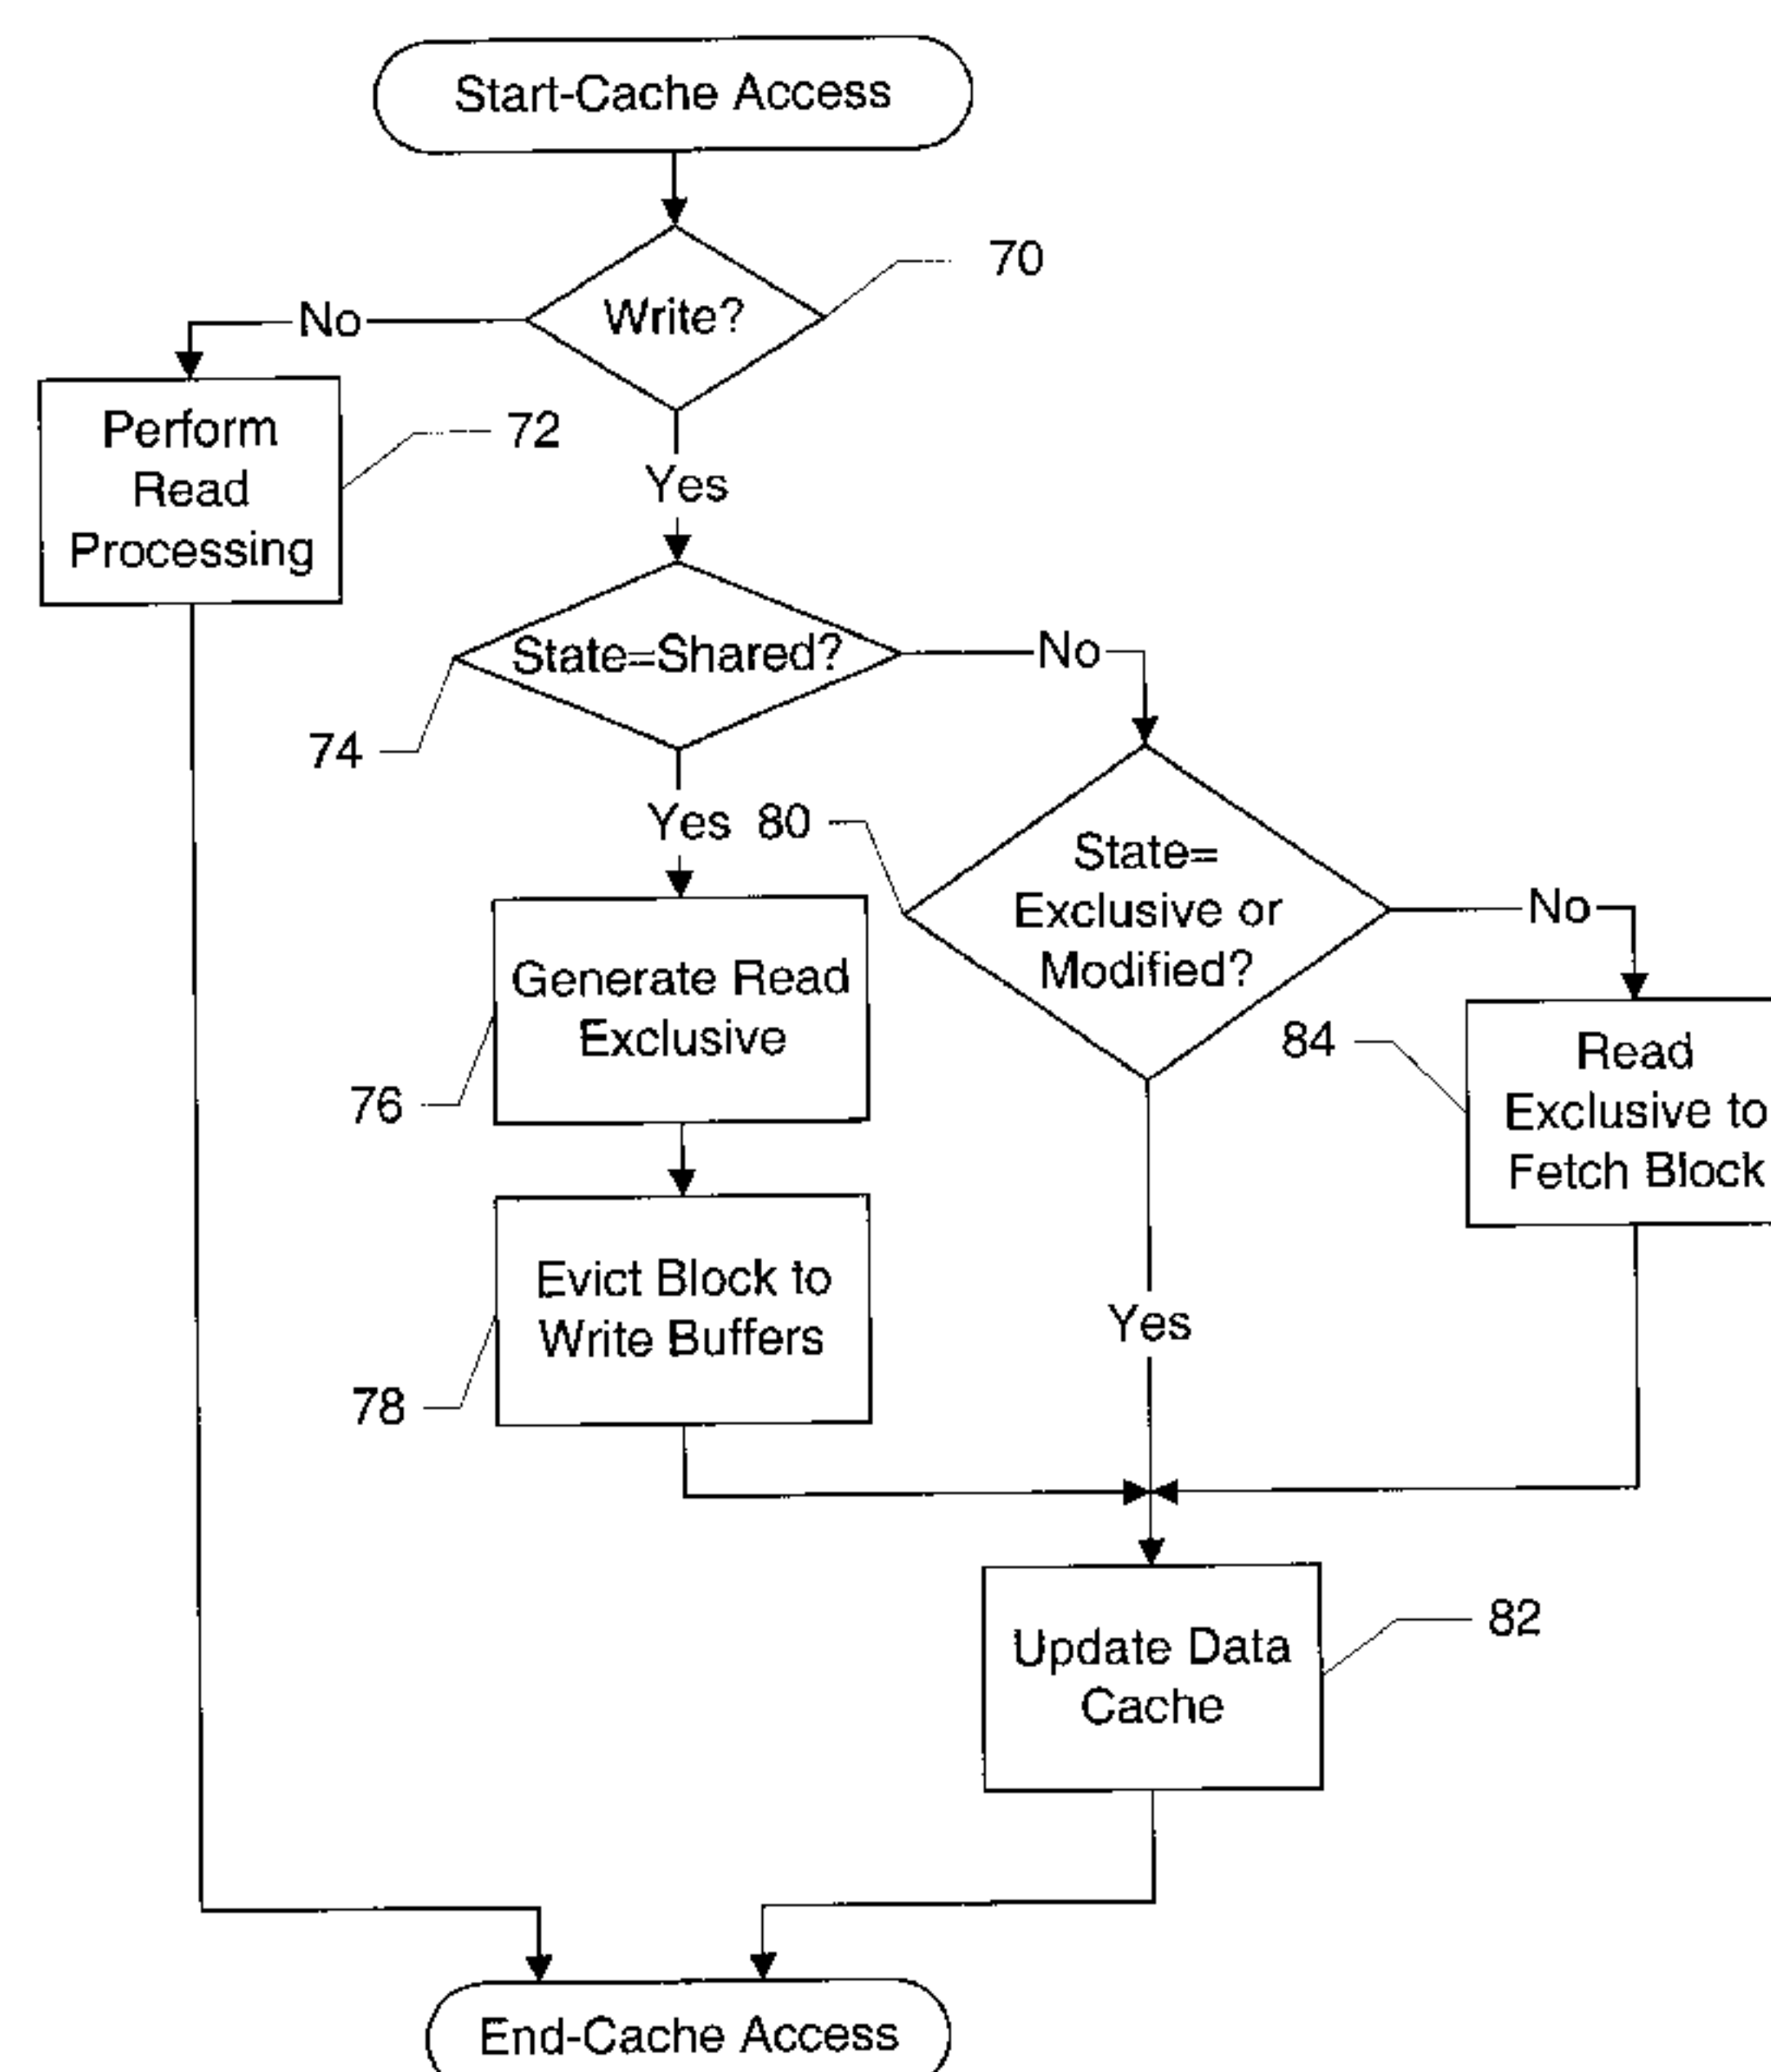 Start-Cache Access
70
Write?
No
Perform
Read
Processing
72
Yes
State=Shared?
No
74
Yes
80
State=
Exclusive or
Modified?
No
Generate Read
Exclusive
76
84
Read
Exclusive to
Fetch Block
Evict Block to
Write Buffers
78
Yes
Update Data
Cache
82
End-Cache Access